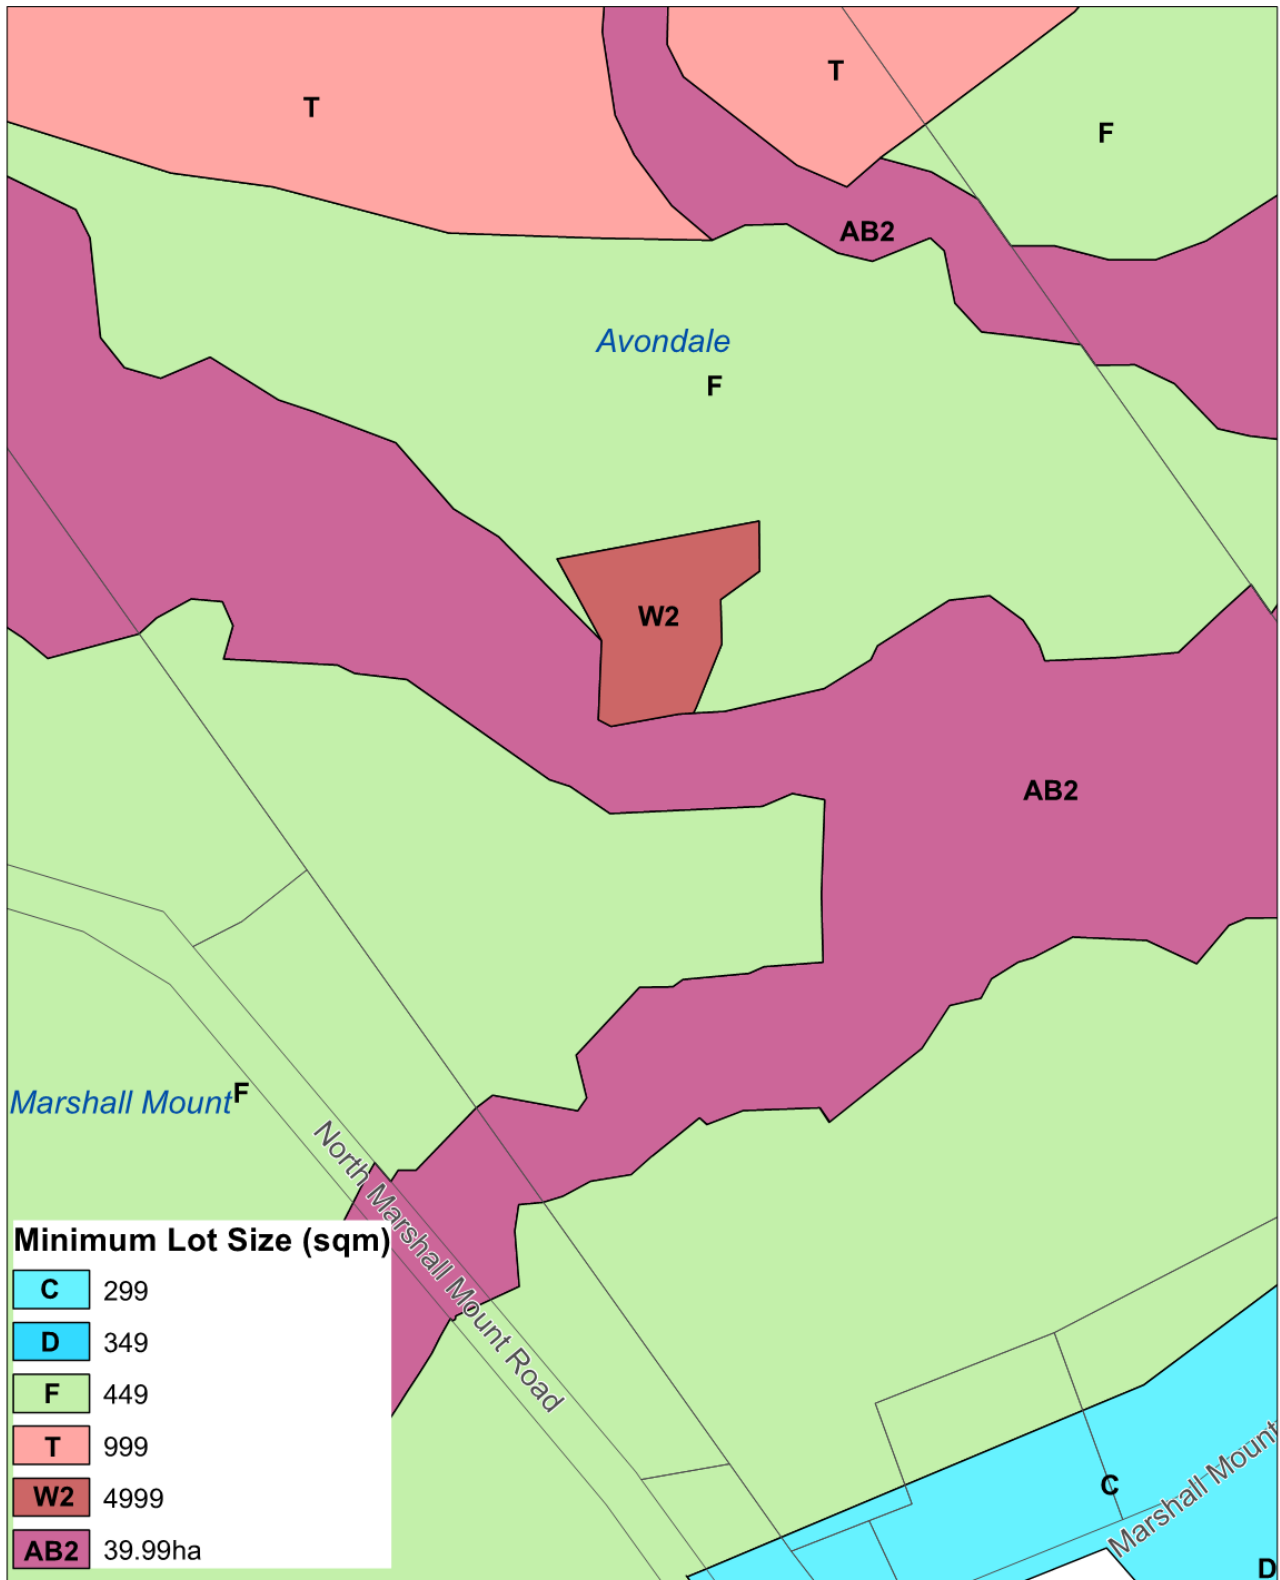 T
T
F
AB2
Avondale
F
W2
AB2
Marshall Mount
F
North Marshall Mount Road
Minimum Lot Size (sqm)
C 299
D 349
F 449
T 999
W2 4999
AB2 39.99ha
C
Marshall Mount
D